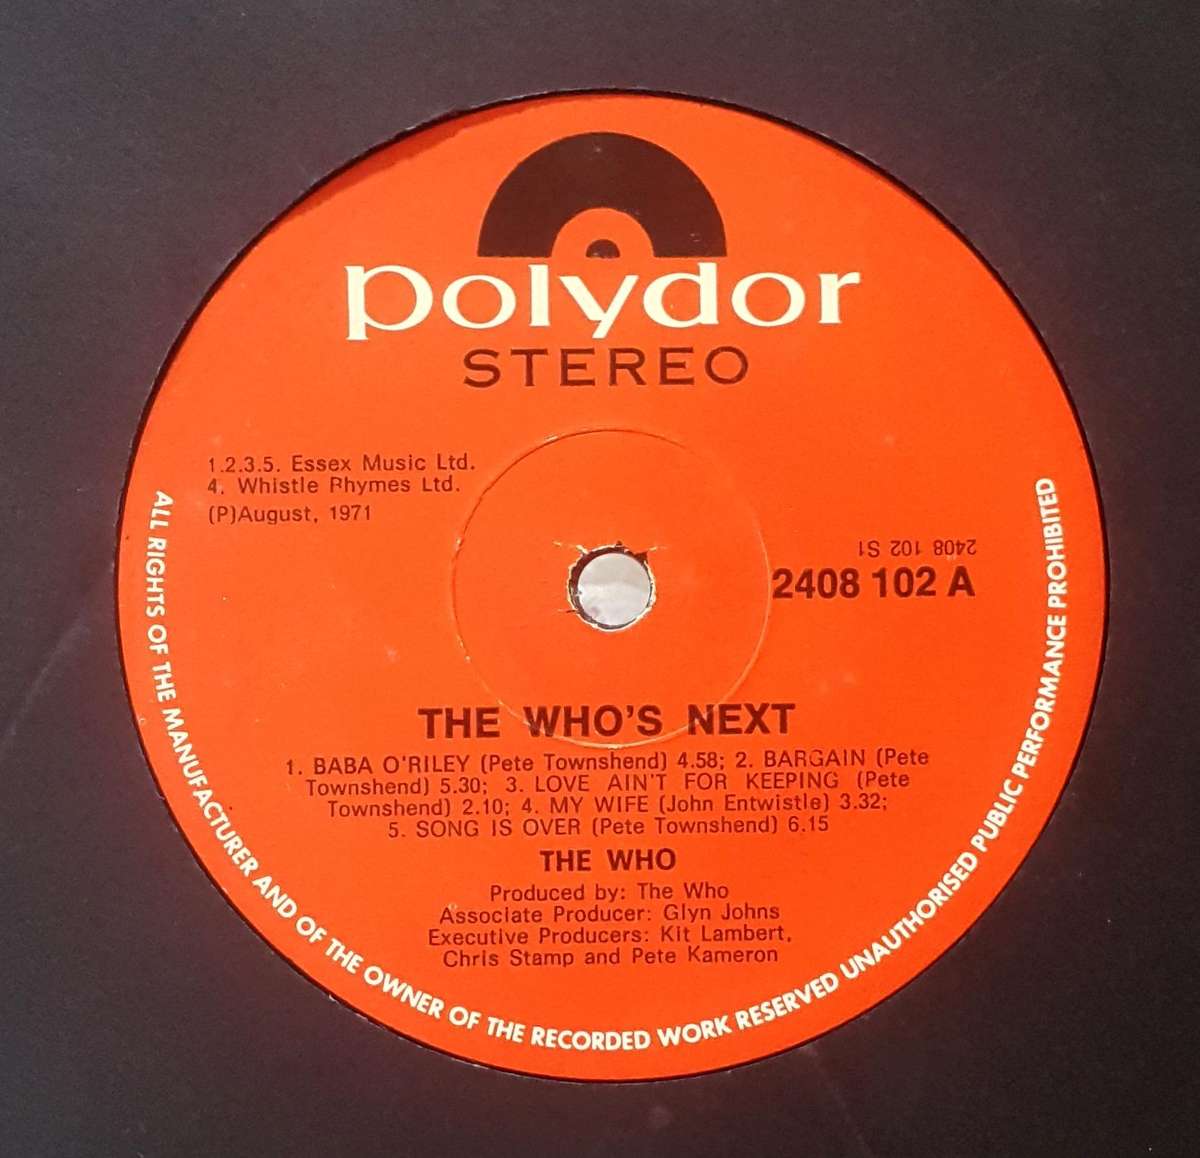 polydor
STEREO
1.2.3.5. Essex Music Ltd.
4. Whistle Rhymes Ltd.
(P)August, 1971
2408 102 S1
2408 102 A
THE WHO'S NEXT
1. BABA O'RILEY (Pete Townshend) 4.58; 2. BARGAIN (Pete
Townshend) 5.30; 3. LOVE AIN'T FOR KEEPING (Pete
Townshend) 2.10; 4. MY WIFE (John Entwistle) 3.32;
5. SONG IS OVER (Pete Townshend) 6.15
THE WHO
Produced by: The Who
Associate Producer: Glyn Johns
Executive Producers: Kit Lambert,
Chris Stamp and Pete Kameron
ALL RIGHTS OF THE MANUFACTURER AND OF THE OWNER OF THE RECORDED WORK RESERVED UNAUTHORISED PUBLIC PERFORMANCE PROHIBITED